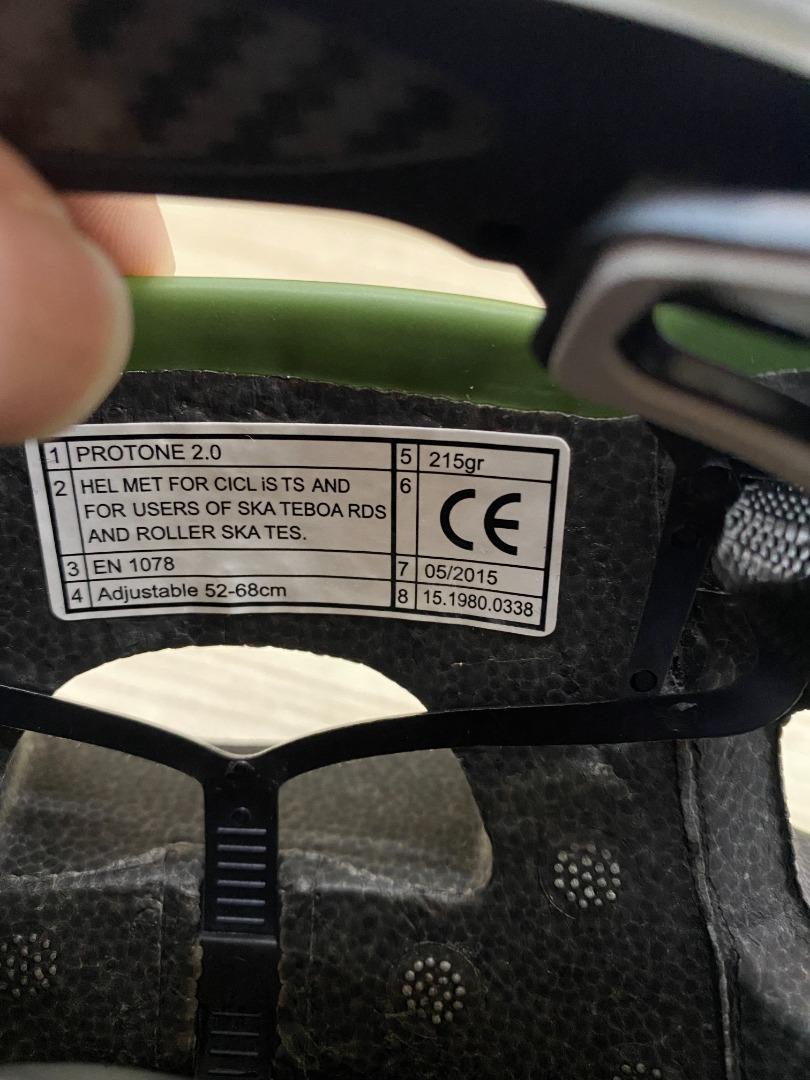 1 PROTONE 2.0
2 HEL MET FOR CICL iS TS AND
FOR USERS OF SKA TEBOA RDS
AND ROLLER SKA TES.
3 EN 1078
4 Adjustable 52-68cm
5 215gr
6 CE
7 05/2015
8 15.1980.0338